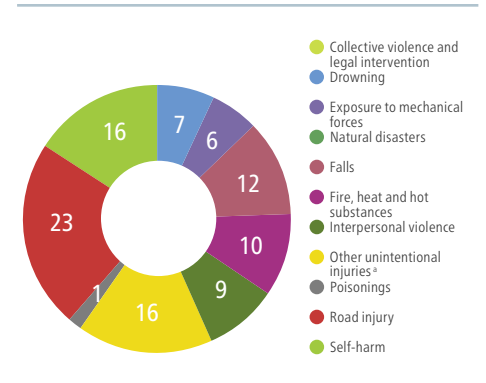 Collective violence and
legal intervention
Drowning
Exposure to mechanical
forces
Natural disasters
Falls
Fire, heat and hot
substances
Interpersonal violence
Other unintentional
injuriesª
Poisonings
Road injury
Self-harm
7
6
12
10
9
16
1
23
16